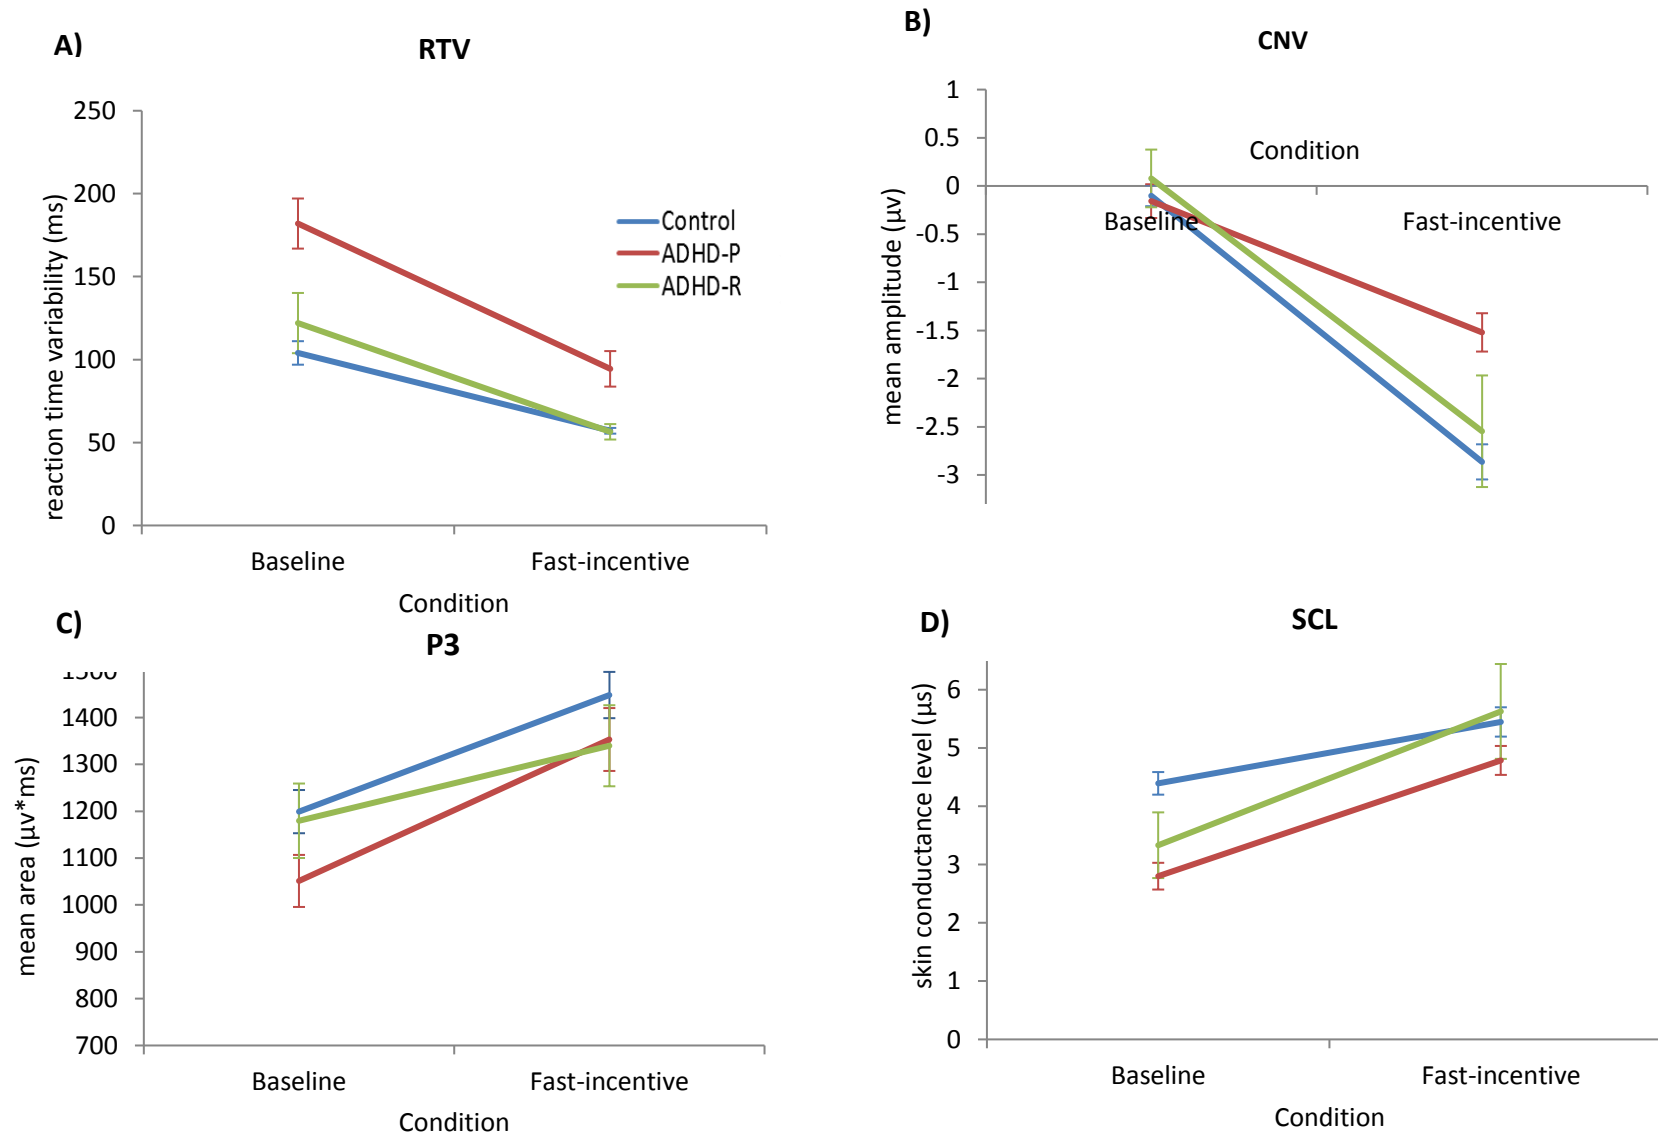 A)
RTV
250
200
150
100
50
0
reaction time variability (ms)
Control
ADHD-P
ADHD-R
Baseline
Fast-incentive
Condition
B)
CNV
1
0.5
0
-0.5
-1
-1.5
-2
-2.5
-3
mean amplitude (μv)
Condition
Baseline
Fast-incentive
C)
P3
1500
1400
1300
1200
1100
1000
900
800
700
mean area (μv*ms)
Baseline
Fast-incentive
Condition
D)
SCL
6
5
4
3
2
1
0
skin conductance level (μs)
Baseline
Fast-incentive
Condition